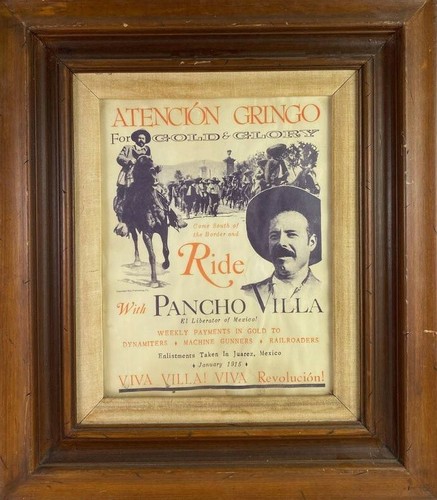 ATENCIÓN GRINGO
For GOLD & GLORY
Come South of
the Border and
Ride
With PANCHO VILLA
El Liberator of Mexico!
WEEKLY PAYMENTS IN GOLD TO
DYNAMITERS ♦ MACHINE GUNNERS ♦ RAILROADERS
Enlistments Taken In Juarez, Mexico
♦ January 1915 ♦
VIVA VILLA! VIVA Revolución!